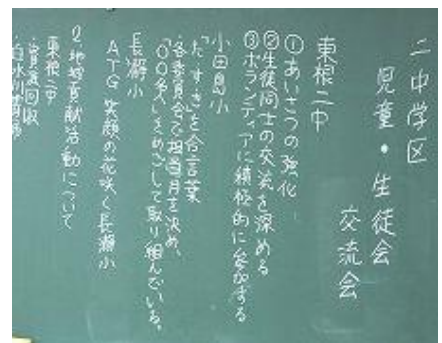 二中学区
児童・生徒会
交流会
東根二中
①あいさつの強化
②生徒同士の交流を深める
③ボランティアに積極的に参加する
小田島小
「たすき」を合言葉
・各委員会で担当月を決め、
「〇〇名人」をめざして取り組んでいる。
長瀞小
ATG 笑顔の花咲く長瀞小
2 地域貢献活動について
東根二中
・資源回収